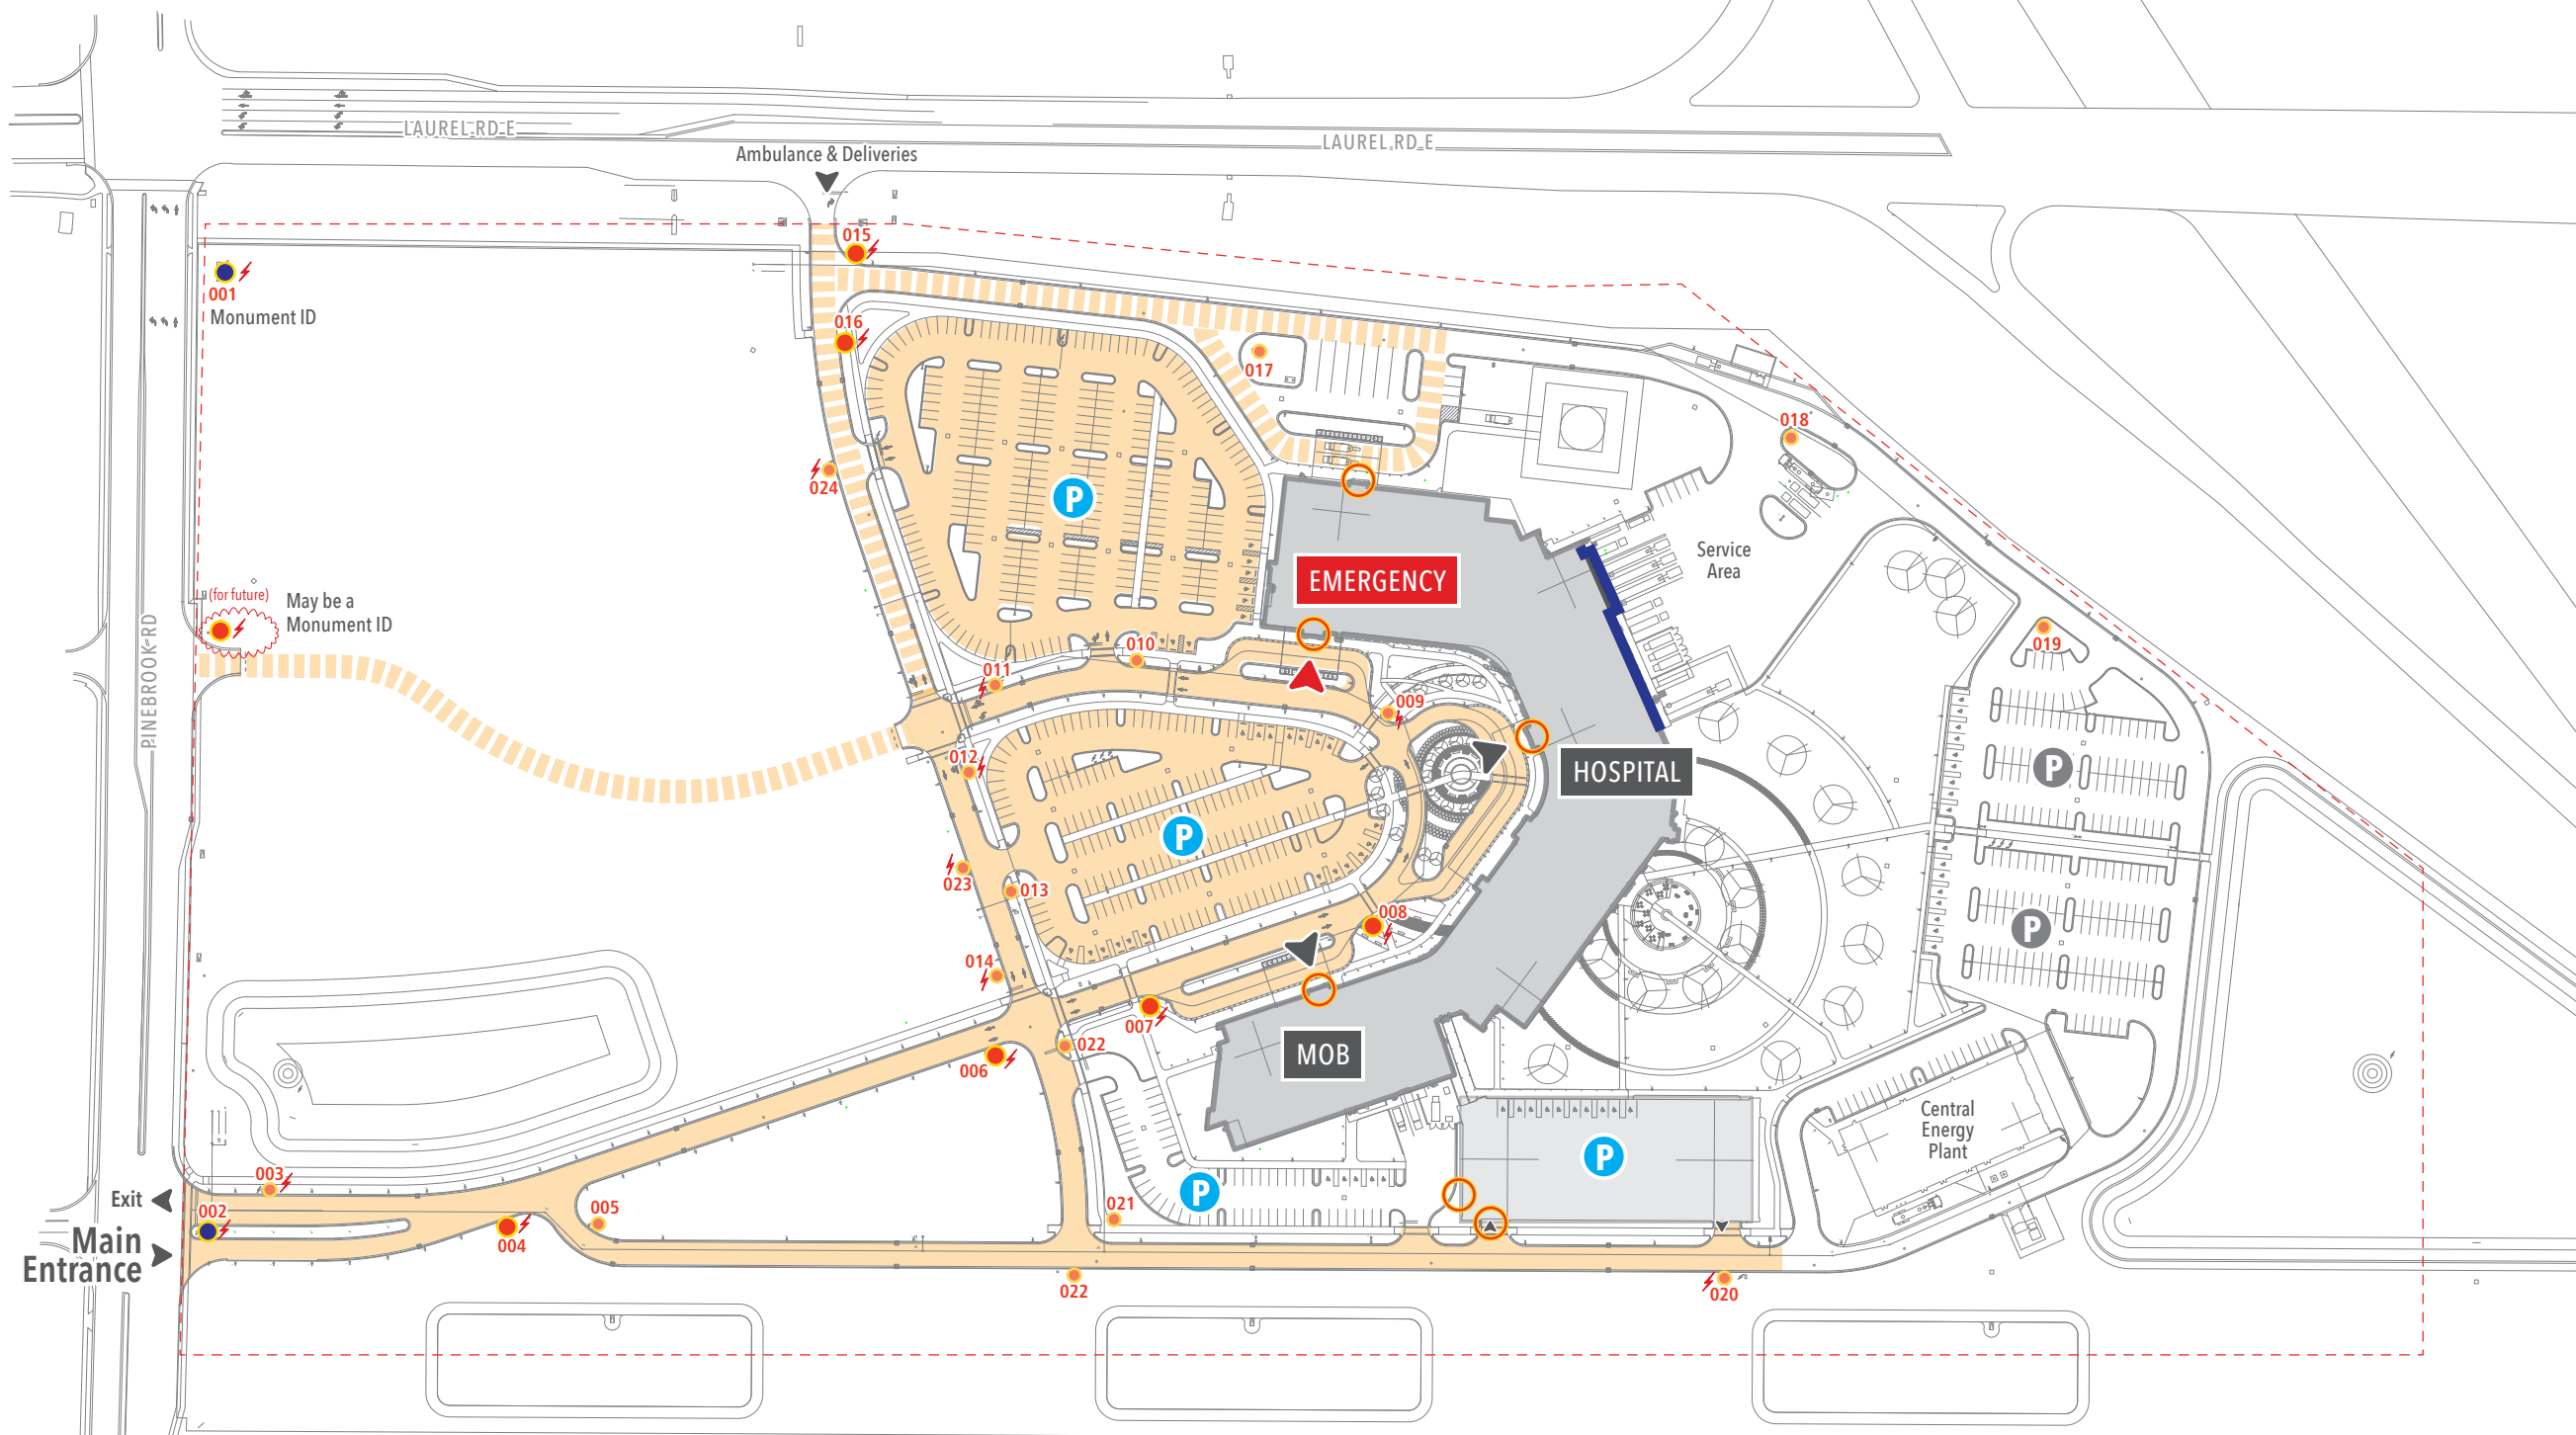 LAUREL RD E
LAUREL RD E
Ambulance & Deliveries
015
001
Monument ID
016
017
018
024
P
EMERGENCY
Service
Area
(for future)
May be a
Monument ID
PINEBROOK RD
010
011
009
019
012
HOSPITAL
P
P
023
013
008
P
014
007
022
006
MOB
Central
Energy
Plant
P
P
003
Exit
002
005
021
004
Main
Entrance
022
020